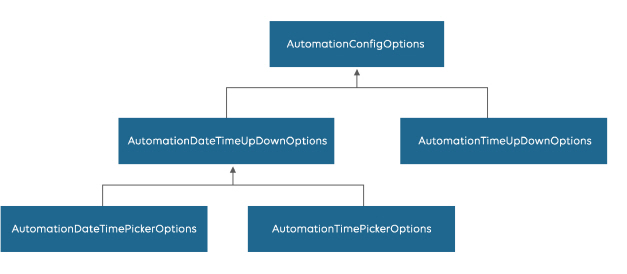 AutomationConfigOptions
AutomationDateTimeUpDownOptions
AutomationTimeUpDownOptions
AutomationDateTimePickerOptions
AutomationTimePickerOptions